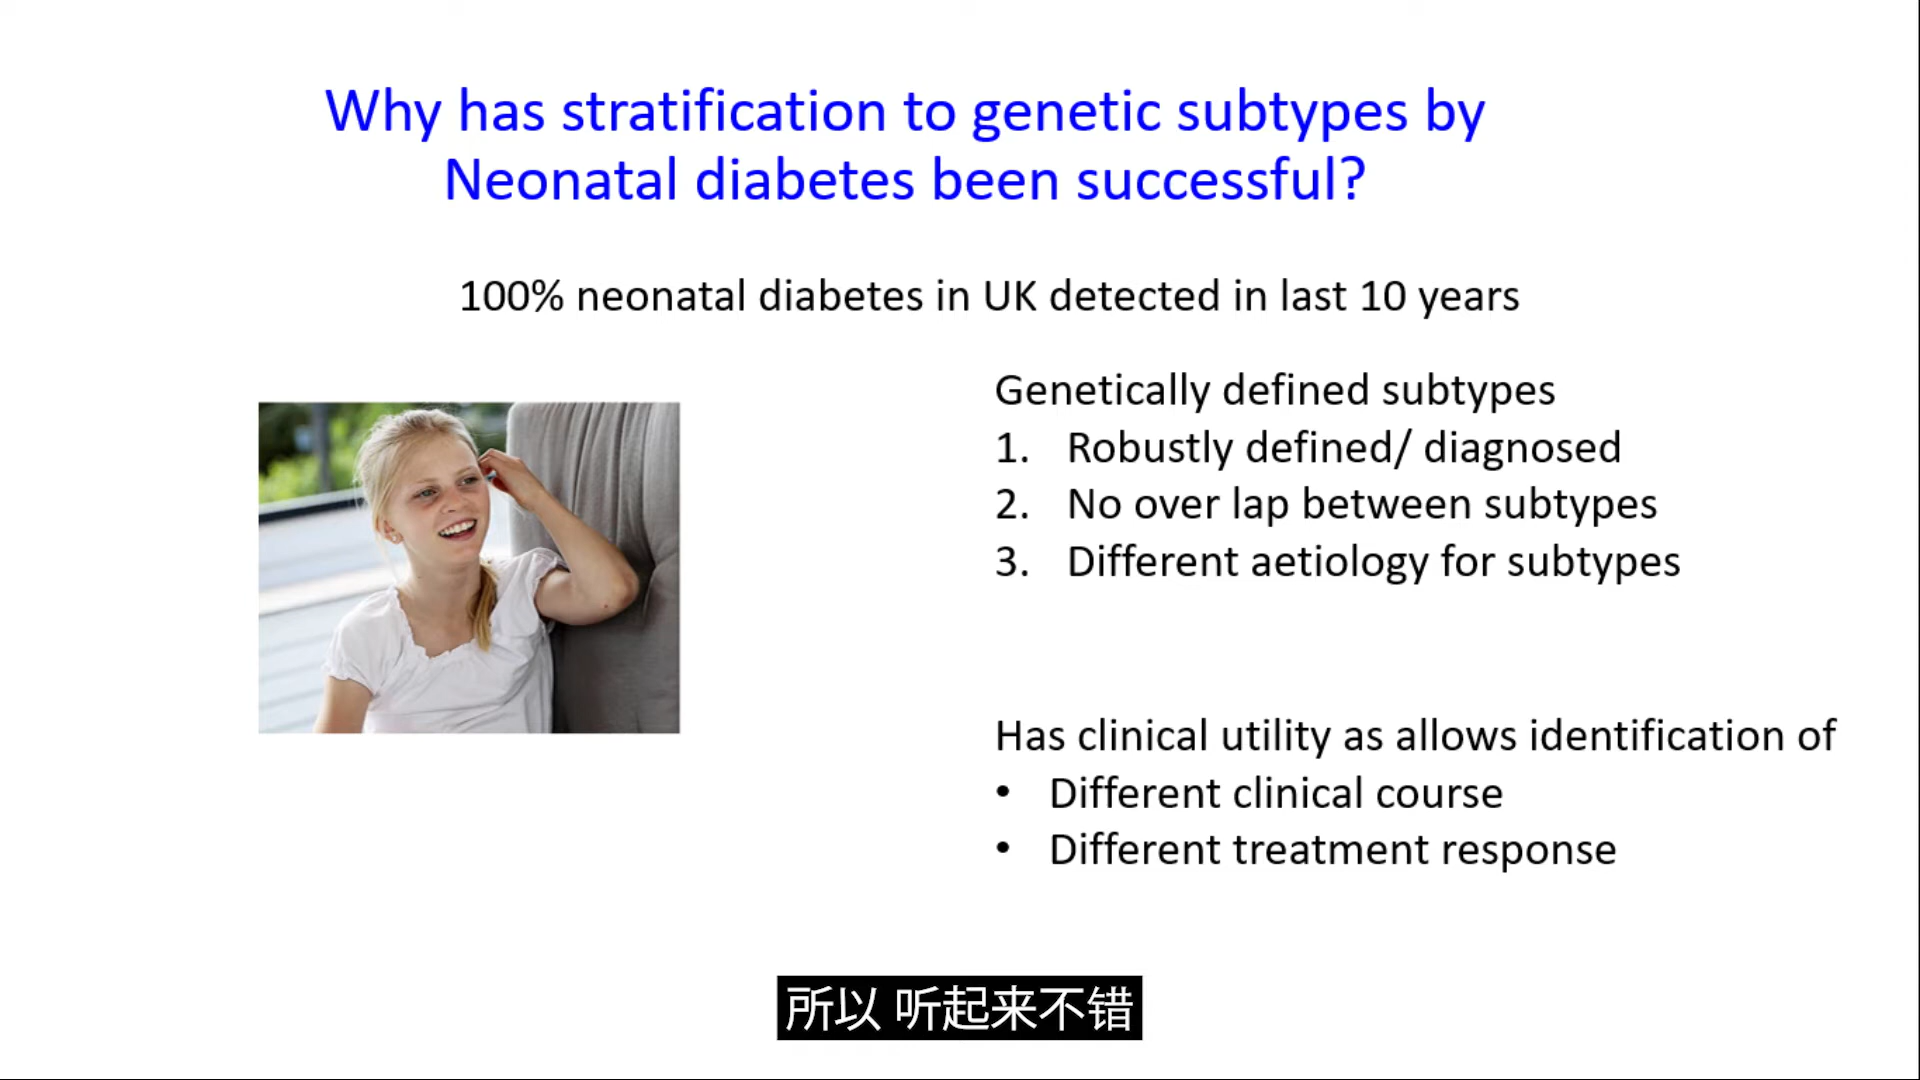 Why has stratification to genetic subtypes by
Neonatal diabetes been successful?
100% neonatal diabetes in UK detected in last 10 years
Genetically defined subtypes
1. Robustly defined/ diagnosed
2. No over lap between subtypes
3. Different aetiology for subtypes
Has clinical utility as allows identification of
• Different clinical course
• Different treatment response
所以 听起来不错